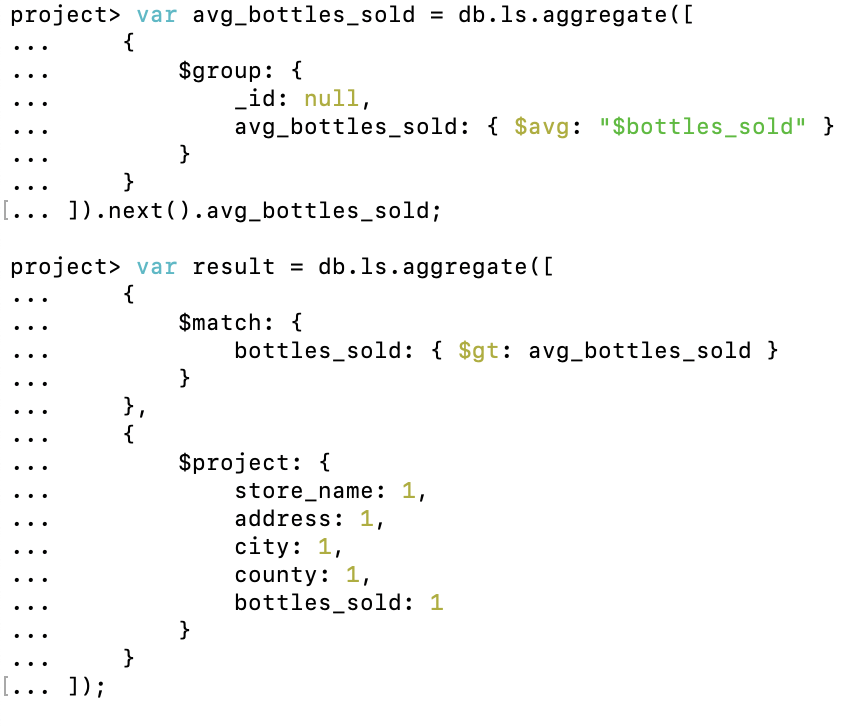 project> var avg_bottles_sold = db.ls.aggregate([
...     {
...         $group: {
...             _id: null,
...             avg_bottles_sold: { $avg: "$bottles_sold" }
...         }
...     }
[... ]).next().avg_bottles_sold;

project> var result = db.ls.aggregate([
...     {
...         $match: {
...             bottles_sold: { $gt: avg_bottles_sold }
...         }
...     },
...     {
...         $project: {
...             store_name: 1,
...             address: 1,
...             city: 1,
...             county: 1,
...             bottles_sold: 1
...         }
...     }
[... ]);